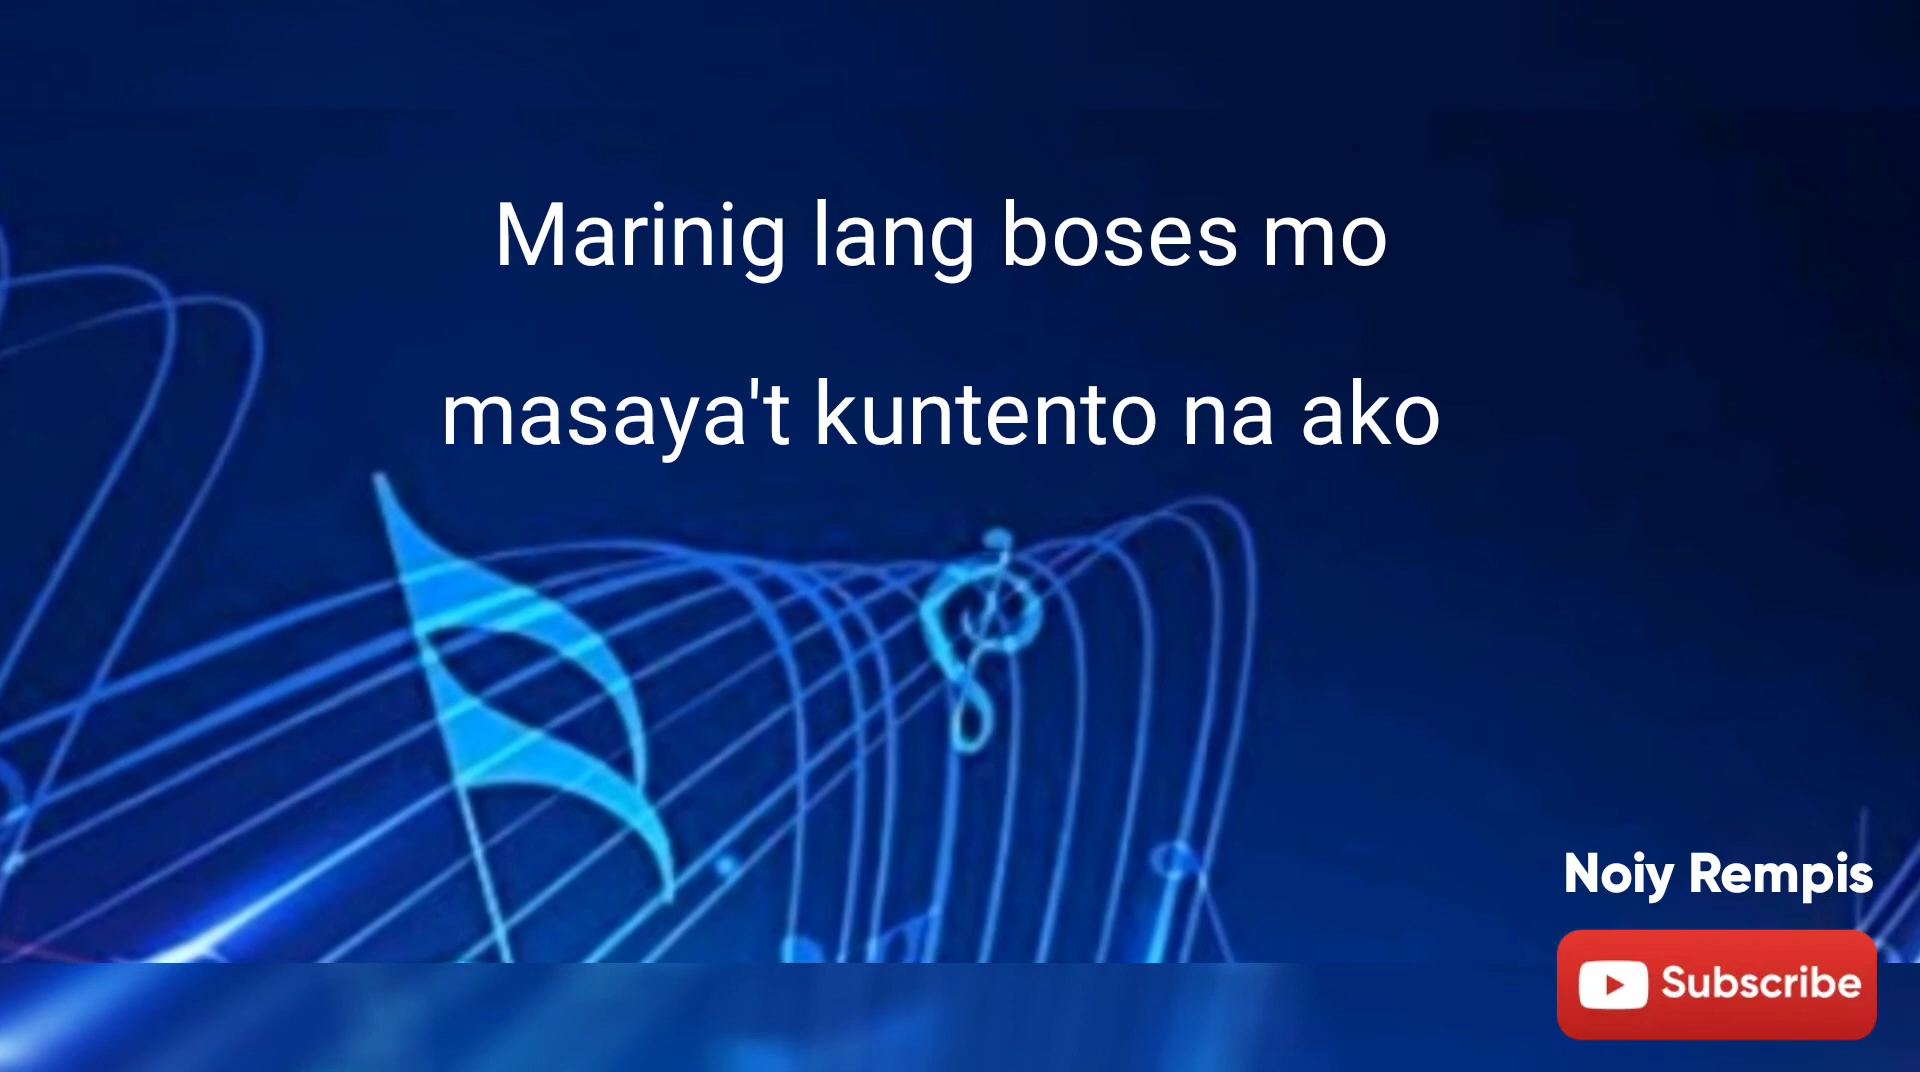 Marinig lang boses mo
masaya't kuntento na ako
Noiy Rempis
Subscribe